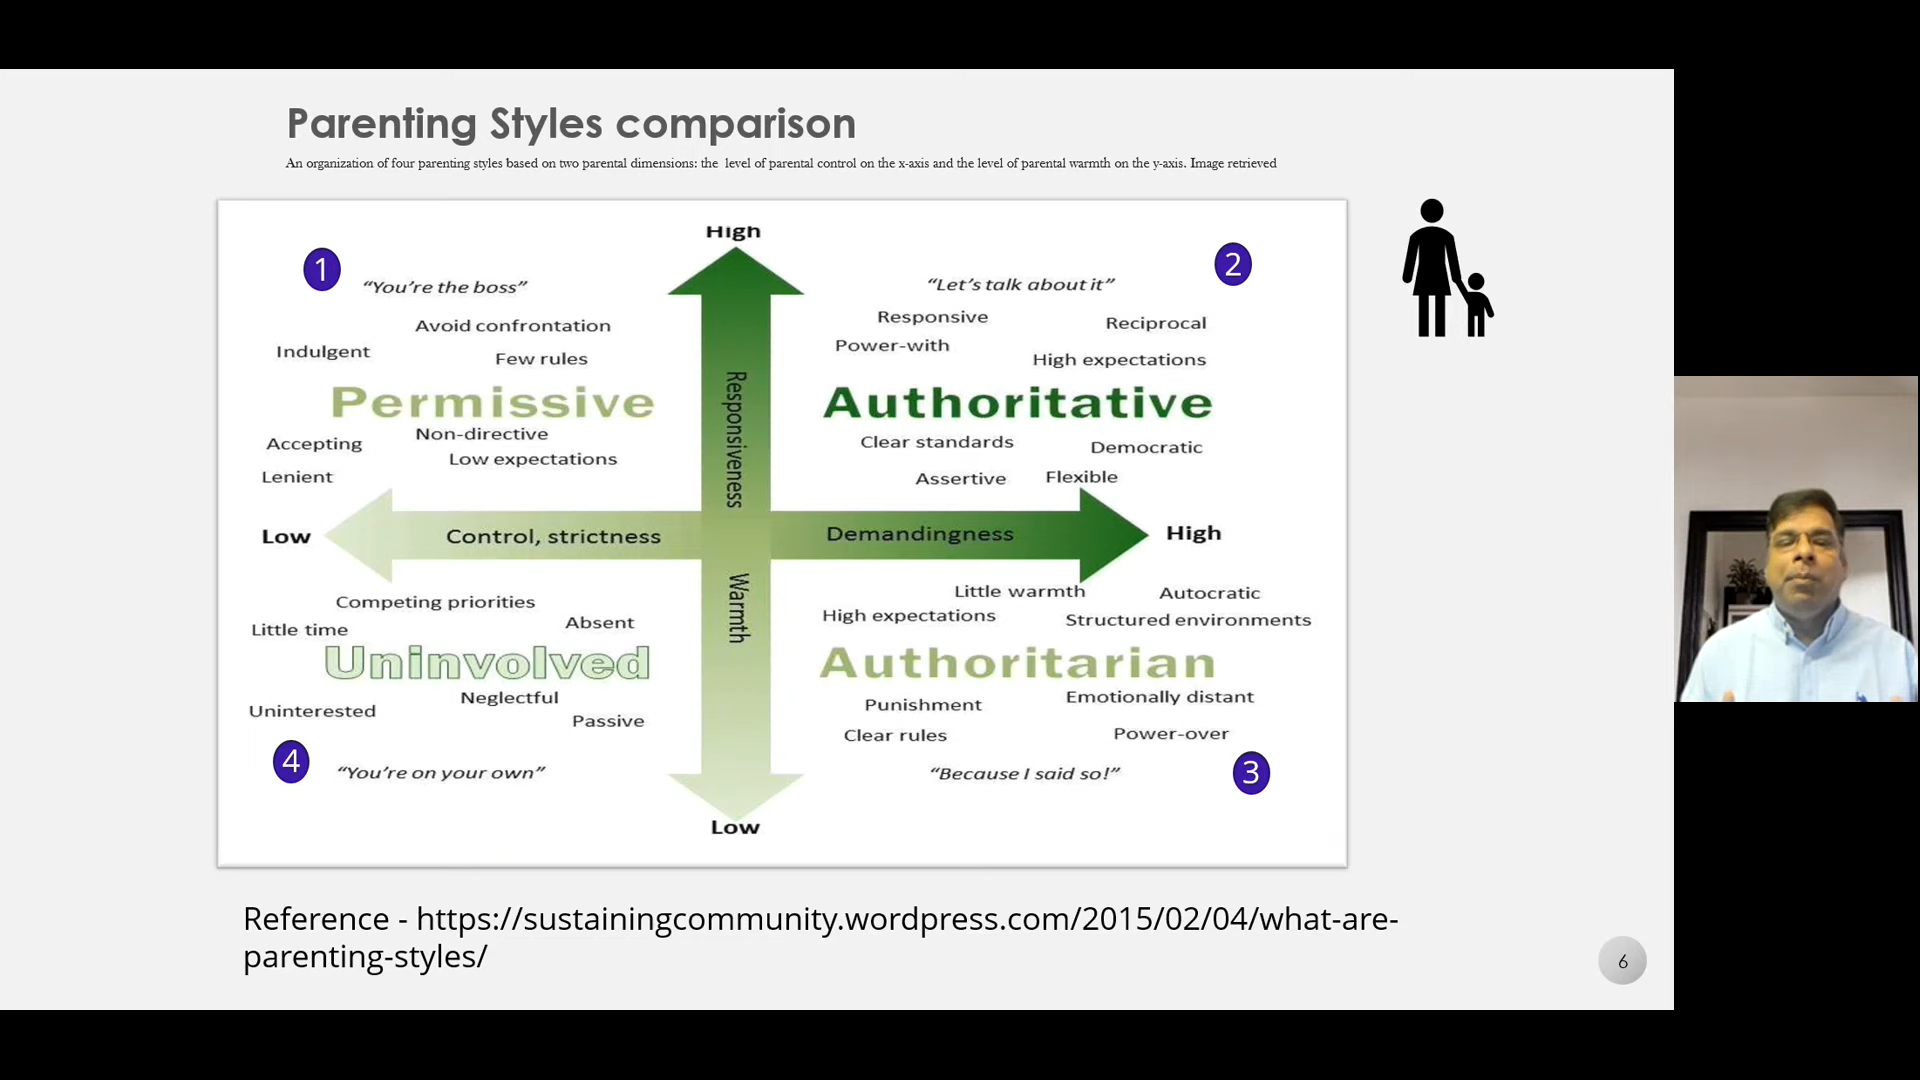 Parenting Styles comparison
An organization of four parenting styles based on two parental dimensions: the level of parental control on the x-axis and the level of parental warmth on the y-axis. Image retrieved
High
1
“You’re the boss”
Avoid confrontation
Indulgent
Few rules
Permissive
Non-directive
Accepting
Low expectations
Lenient
2
“Let’s talk about it”
Responsive
Reciprocal
Power-with
High expectations
Authoritative
Clear standards
Democratic
Assertive
Flexible
Responsiveness
Low
Control, strictness
Demandingness
High
Warmth
Competing priorities
Little time
Absent
Uninvolved
Neglectful
Uninterested
Passive
4
“You’re on your own”
Little warmth
Autocratic
High expectations
Structured environments
Authoritarian
Punishment
Emotionally distant
Clear rules
Power-over
“Because I said so!”
3
Low
Reference - https://sustainingcommunity.wordpress.com/2015/02/04/what-are-
parenting-styles/
6